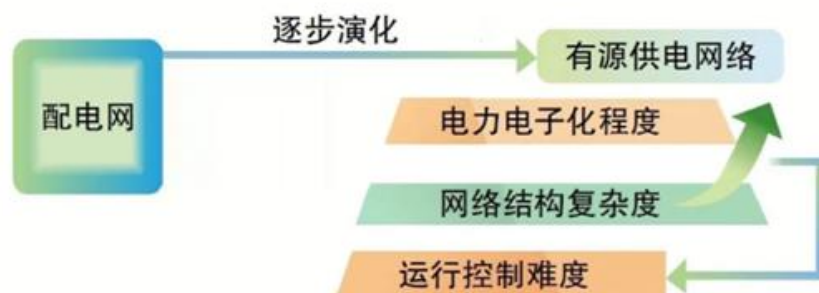 逐步演化
配电网
有源供电网络
电力电子化程度
网络结构复杂度
运行控制难度